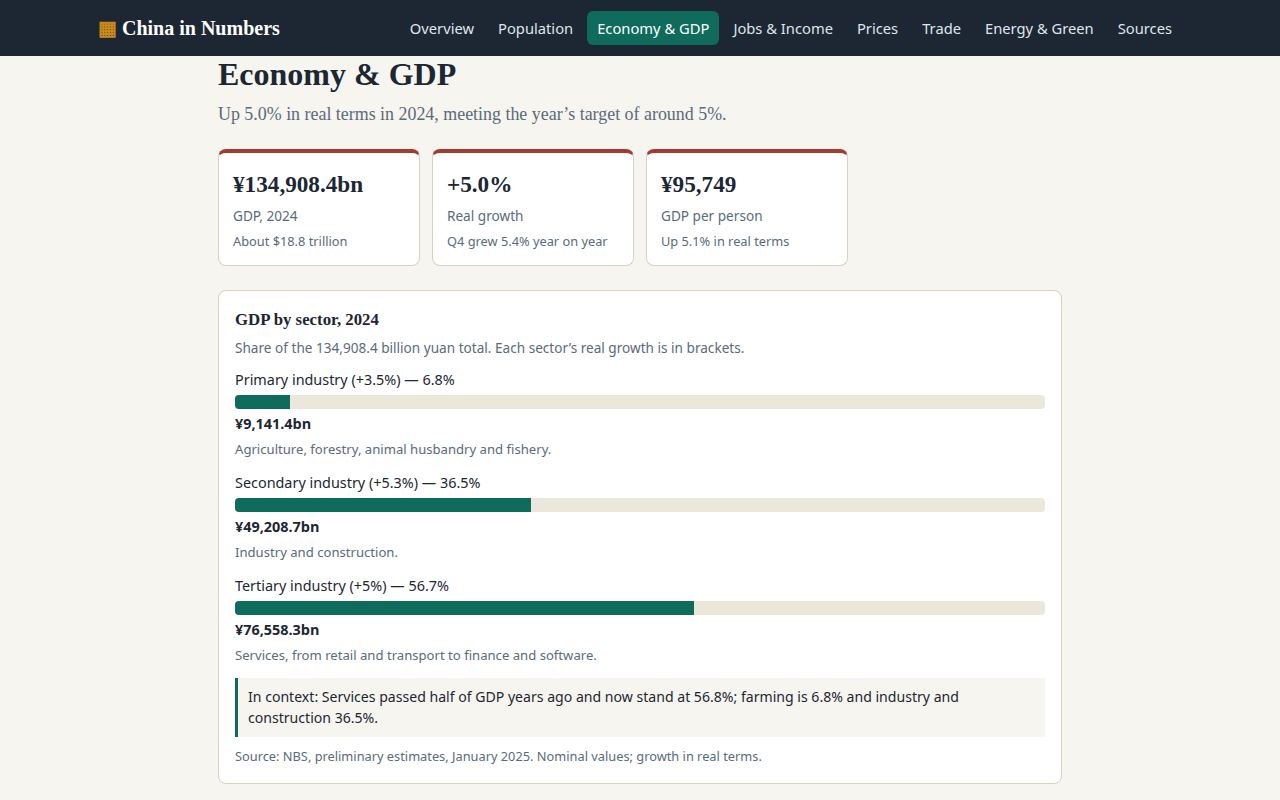 China in Numbers
Overview
Population
Economy & GDP
Jobs & Income
Prices
Trade
Energy & Green
Sources
Economy & GDP
Up 5.0% in real terms in 2024, meeting the year’s target of around 5%.
¥134,908.4bn
GDP, 2024
About $18.8 trillion
+5.0%
Real growth
Q4 grew 5.4% year on year
¥95,749
GDP per person
Up 5.1% in real terms
GDP by sector, 2024
Share of the 134,908.4 billion yuan total. Each sector’s real growth is in brackets.
Primary industry (+3.5%) — 6.8%
¥9,141.4bn
Agriculture, forestry, animal husbandry and fishery.
Secondary industry (+5.3%) — 36.5%
¥49,208.7bn
Industry and construction.
Tertiary industry (+5%) — 56.7%
¥76,558.3bn
Services, from retail and transport to finance and software.
In context: Services passed half of GDP years ago and now stand at 56.8%; farming is 6.8% and industry and
construction 36.5%.
Source: NBS, preliminary estimates, January 2025. Nominal values; growth in real terms.